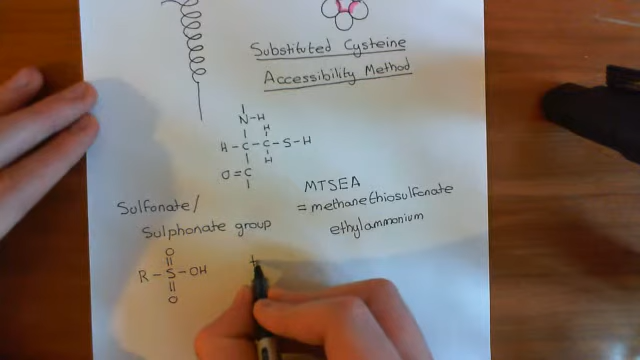 Substituted Cysteine
Accessibility Method
N-H
H
H-C-C-S-H
H
O=C
Sulfonate/
Sulphonate group
MTSEA
= methanethiosulfonate
ethylammonium
O
R-S-OH
O